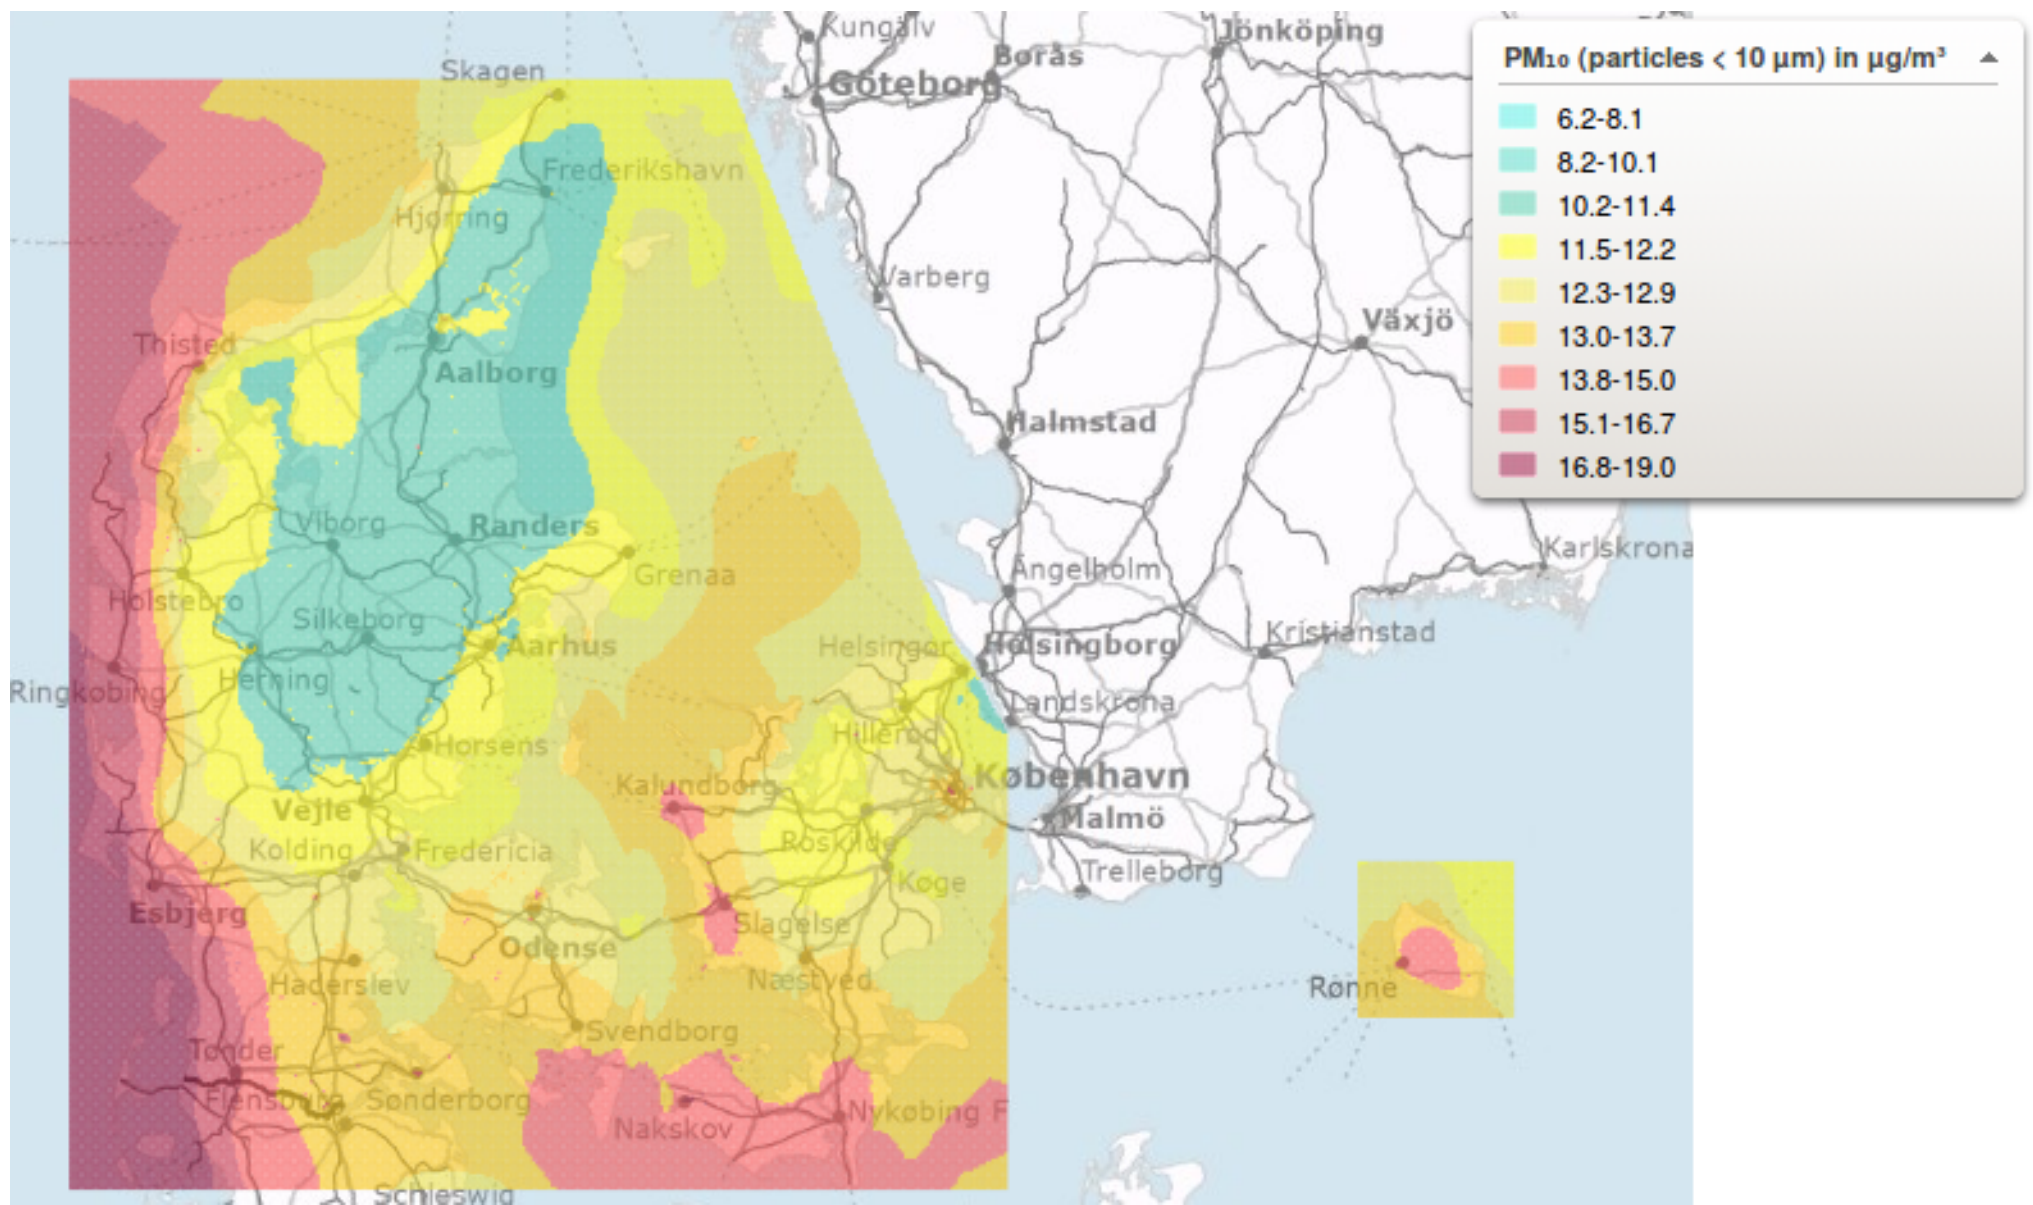 Kungälv
Jönköping
Borås
Göteborg
Skagen
PM₁₀ (particles < 10 µm) in µg/m³
6.2-8.1
8.2-10.1
10.2-11.4
11.5-12.2
12.3-12.9
13.0-13.7
13.8-15.0
15.1-16.7
16.8-19.0
Frederikshavn
Hjørring
Varberg
Växjö
Thisted
Aalborg
Halmstad
Viborg
Randers
Karlskrona
Grenaa
Ängelholm
Holstebro
Silkeborg
Aarhus
Helsingør
Helsingborg
Kristianstad
Ringkøbing
Herning
Landskrona
Hillerød
Horsens
Kalundborg
København
Vejle
Malmö
Kolding
Fredericia
Roskilde
Køge
Trelleborg
Esbjerg
Slagelse
Odense
Haderslev
Næstved
Rønne
Svendborg
Tønder
Flensburg
Sønderborg
Nakskov
Nykøbing F
Schleswig